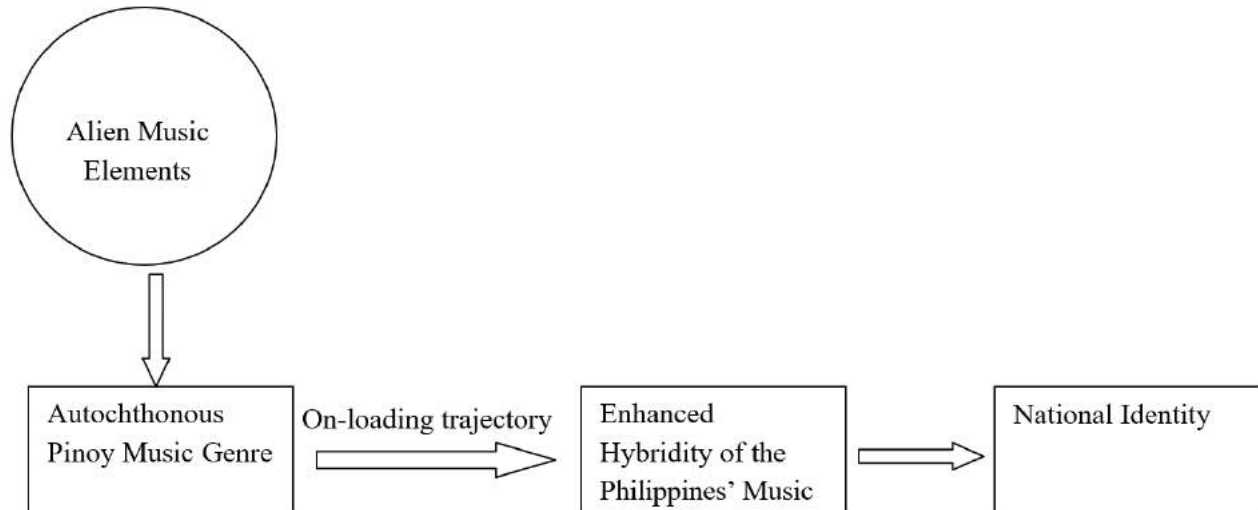 Alien Music
Elements
Autochthonous
Pinoy Music Genre
On-loading trajectory
Enhanced
Hybridity of the
Philippines’ Music
National Identity